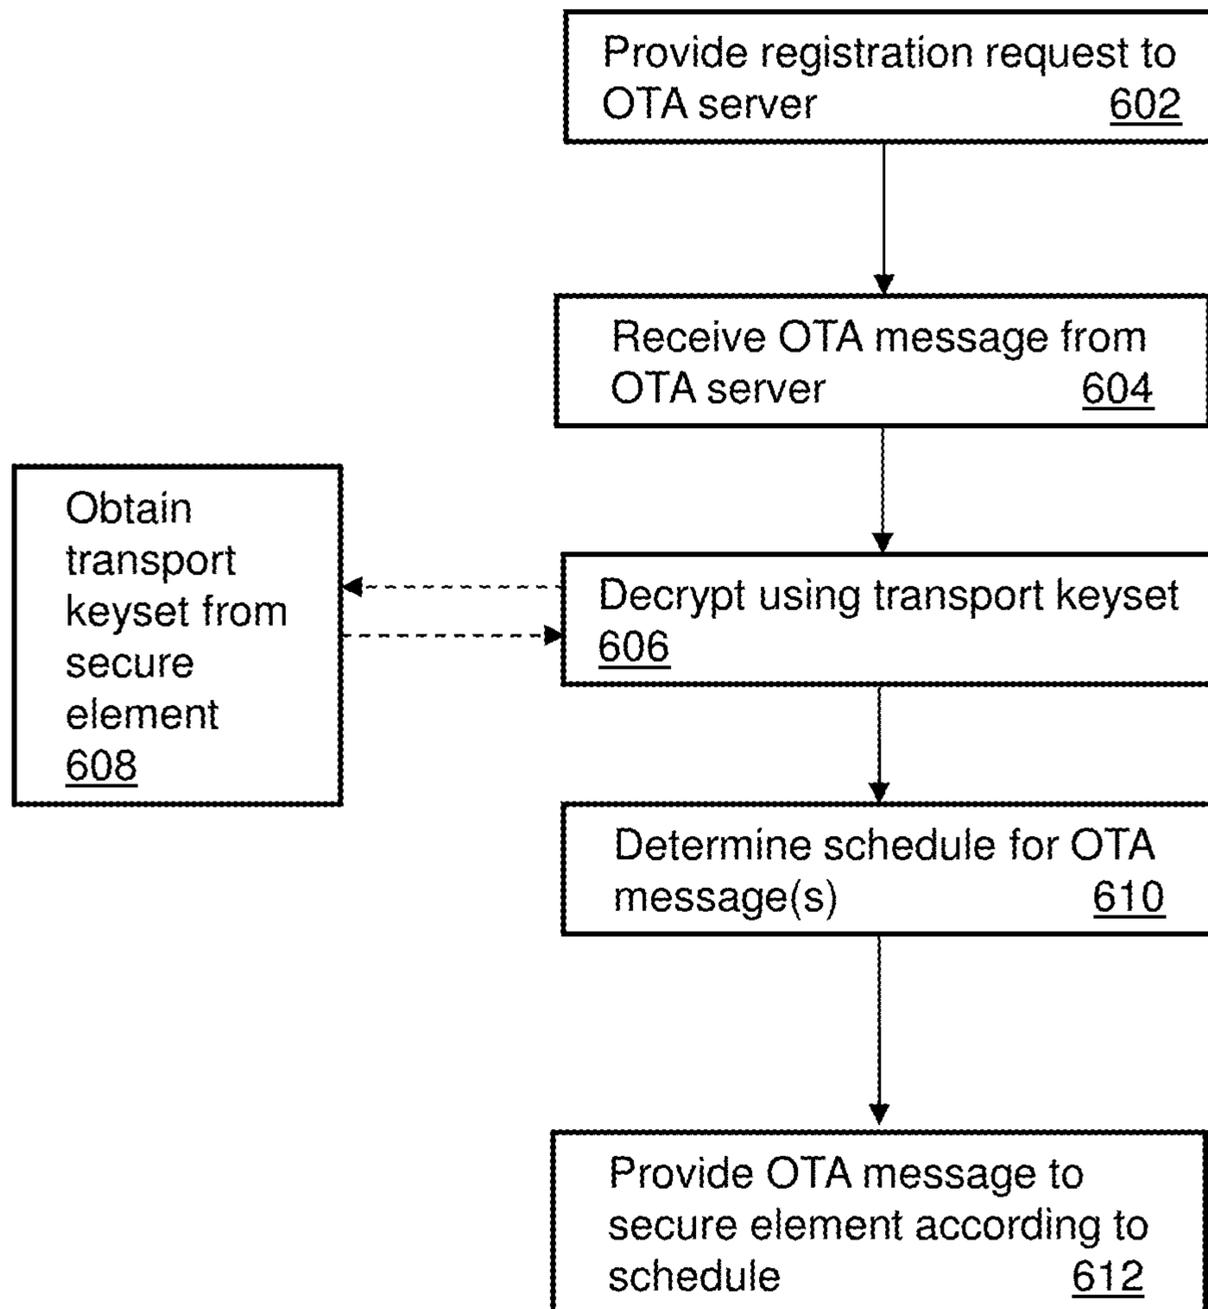 Provide registration request to
OTA server 602
Receive OTA message from
OTA server 604
Obtain
transport
keyset from
secure
element
608
Decrypt using transport keyset
606
Determine schedule for OTA
message(s) 610
Provide OTA message to
secure element according to
schedule 612